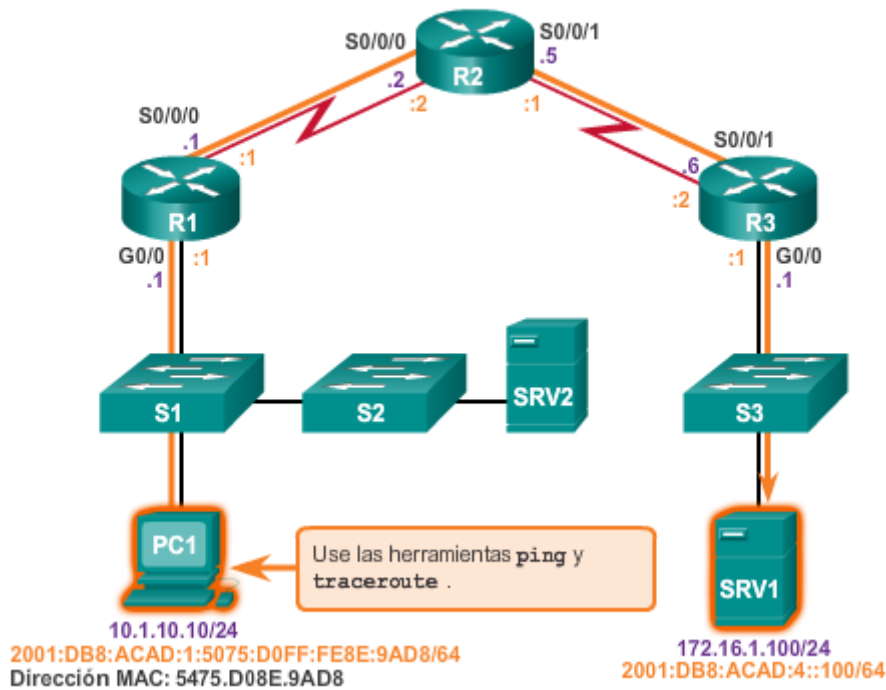 S0/0/0
S0/0/1
.5
R2
.2
:2
:1
S0/0/0
.1
:1
S0/0/1
.6
:2
R1
R3
G0/0
:1
.1
:1
G0/0
.1
S1
S2
SRV2
S3
PC1
Use las herramientas ping y
traceroute .
SRV1
10.1.10.10/24
2001:DB8:ACAD:1:5075:D0FF:FE8E:9AD8/64
Dirección MAC: 5475.D08E.9AD8
172.16.1.100/24
2001:DB8:ACAD:4::100/64